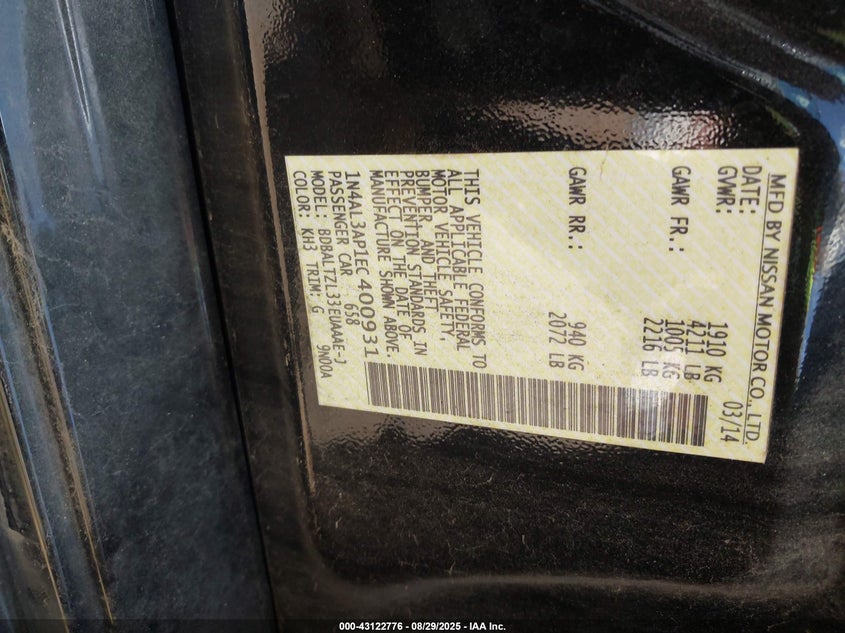 MFD BY NISSAN MOTOR CO., LTD.
DATE: 03/14
GVWR: 1910 KG
4211 LB
GAWR FR.: 1005 KG
2216 LB
GAWR RR.: 940 KG
2072 LB
THIS VEHICLE CONFORMS TO
ALL APPLICABLE FEDERAL
MOTOR VEHICLE SAFETY,
BUMPER, AND THEFT
PREVENTION STANDARDS IN
EFFECT ON THE DATE OF
MANUFACTURE SHOWN ABOVE.
1N4AL3AP1EC400931
PASSENGER CAR 658
MODEL: BDBALTZL33EUAAAE-J
COLOR: KH3 TRIM: G 9N00A
000-43122776 - 08/29/2025 - IAA Inc.